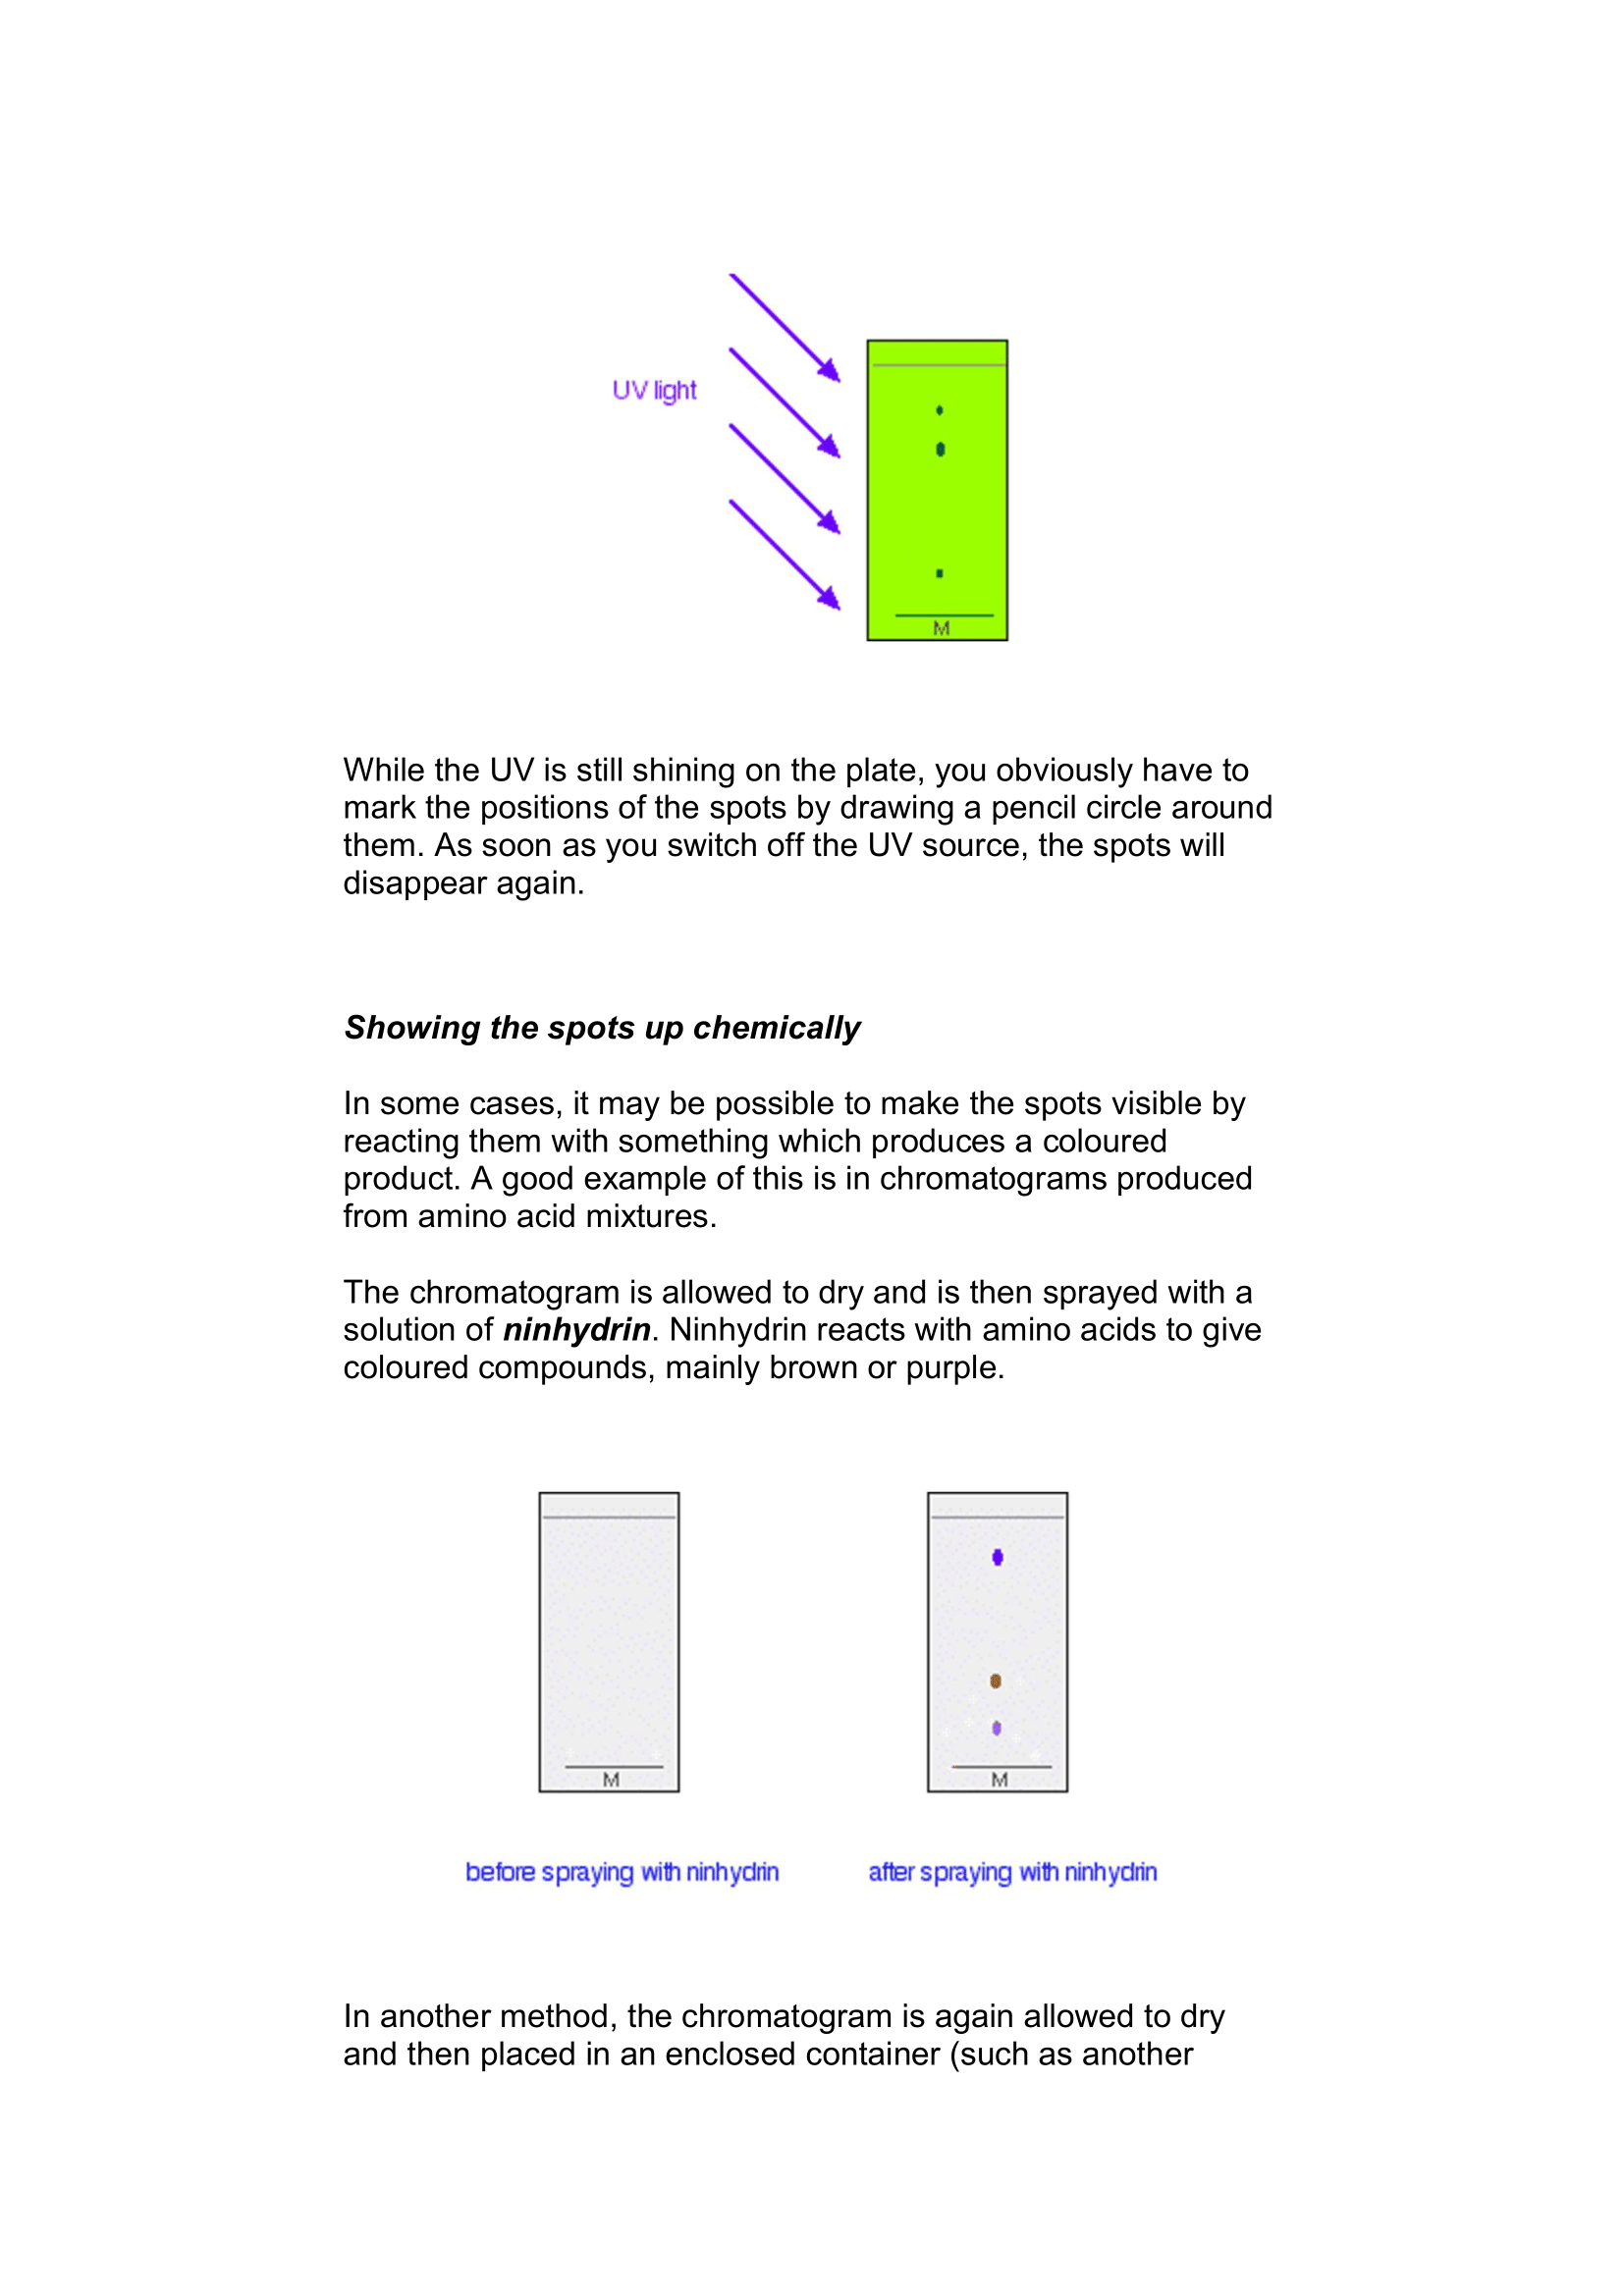 UV light
M
While the UV is still shining on the plate, you obviously have to
mark the positions of the spots by drawing a pencil circle around
them. As soon as you switch off the UV source, the spots will
disappear again.
Showing the spots up chemically
In some cases, it may be possible to make the spots visible by
reacting them with something which produces a coloured
product. A good example of this is in chromatograms produced
from amino acid mixtures.
The chromatogram is allowed to dry and is then sprayed with a
solution of ninhydrin. Ninhydrin reacts with amino acids to give
coloured compounds, mainly brown or purple.
M
M
before spraying with ninhydrin
after spraying with ninhydrin
In another method, the chromatogram is again allowed to dry
and then placed in an enclosed container (such as another